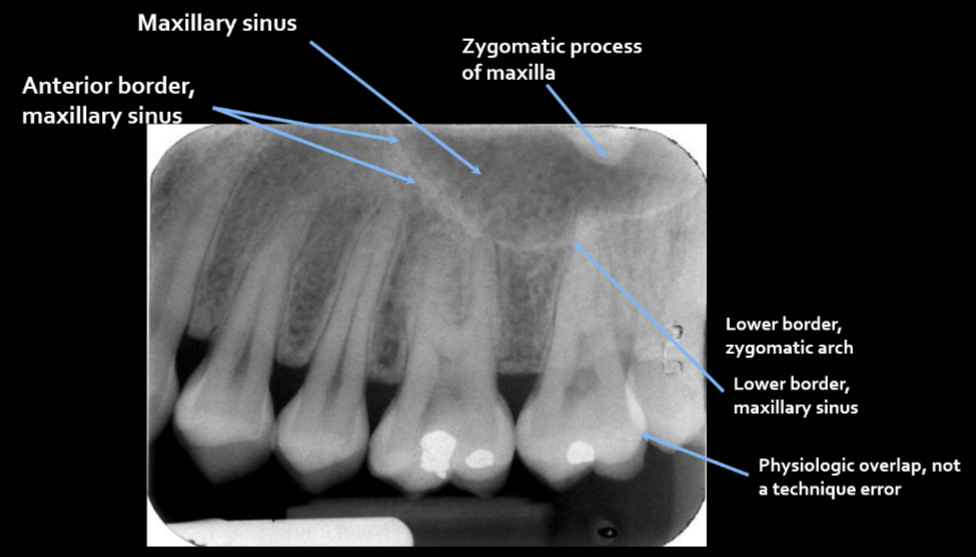 Maxillary sinus
Zygomatic process
of maxilla
Anterior border,
maxillary sinus
Lower border,
zygomatic arch
Lower border,
maxillary sinus
Physiologic overlap, not
a technique error